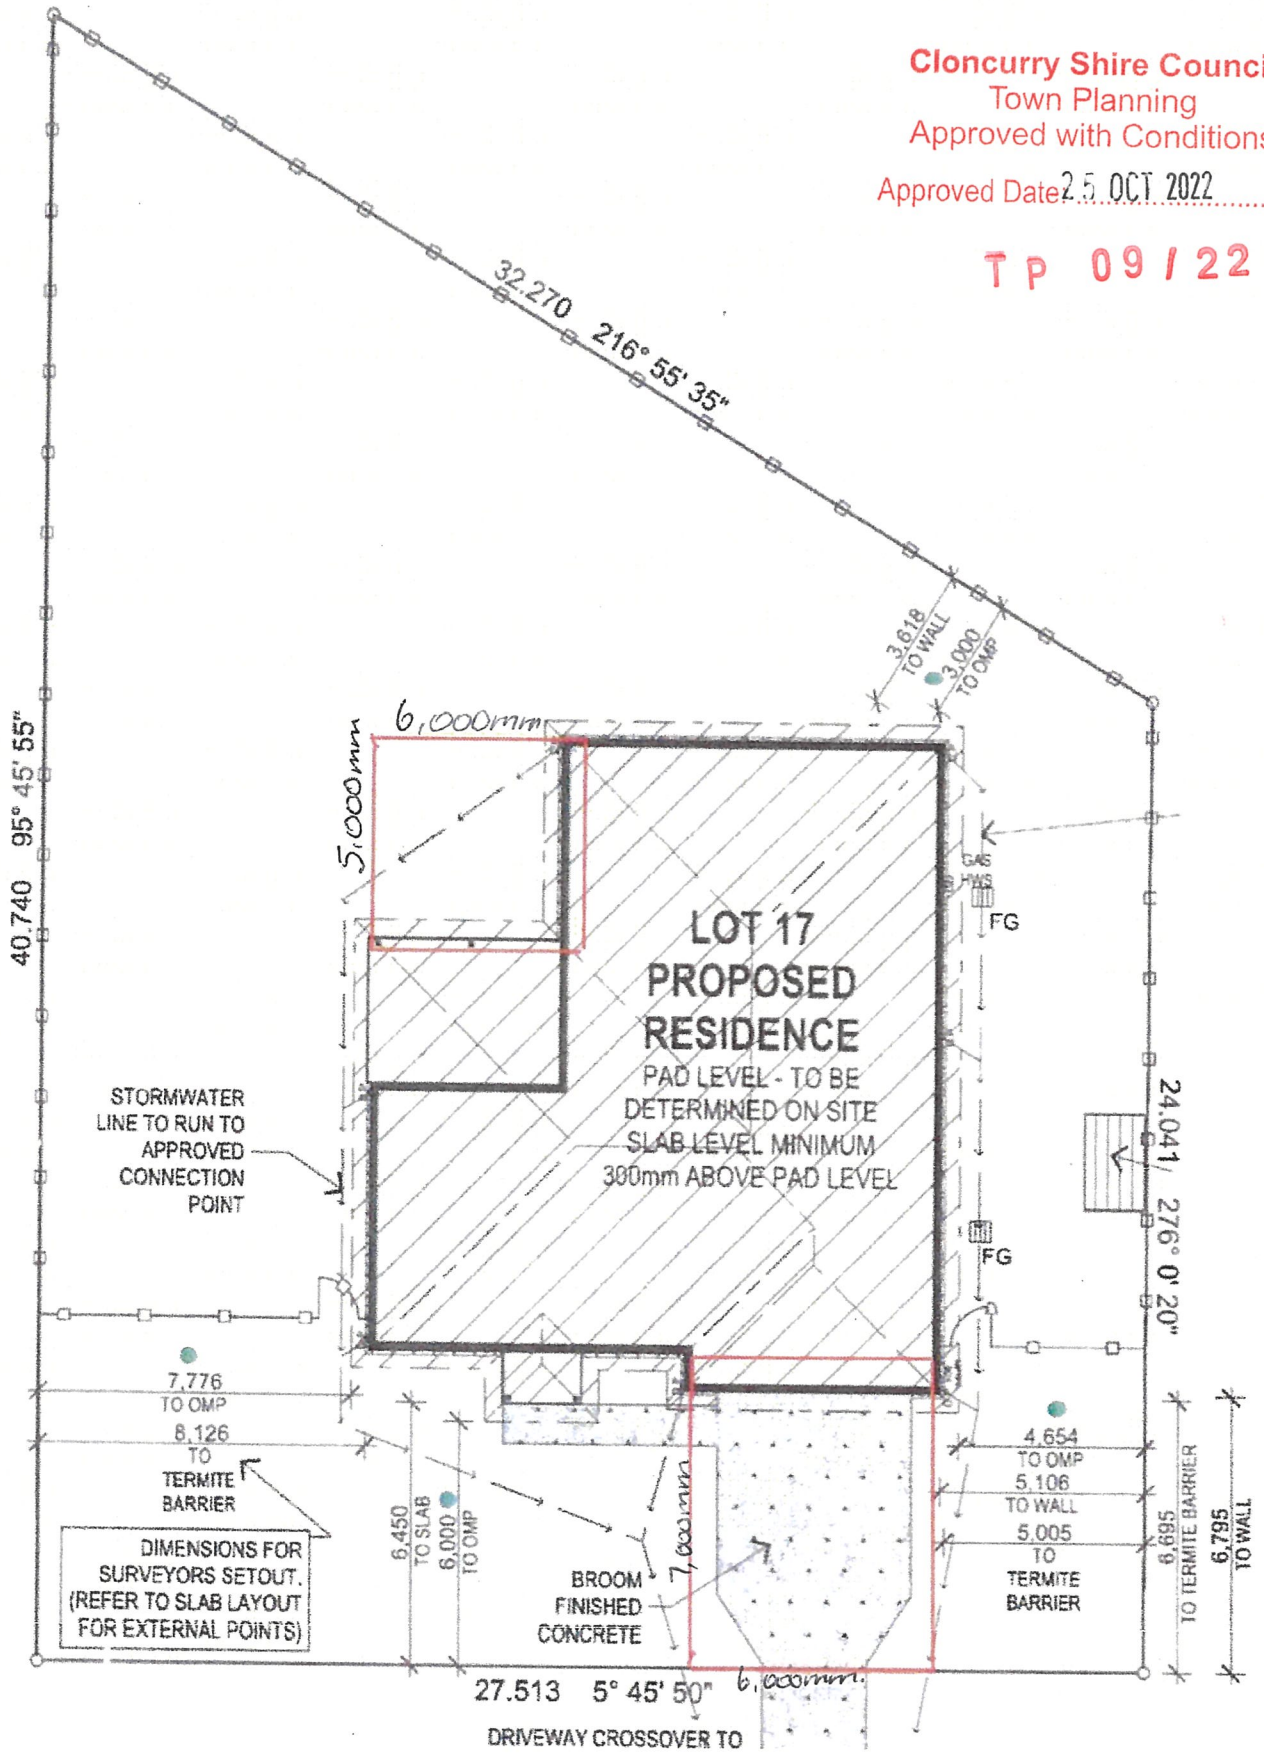 Cloncurry Shire Counci
Town Planning
Approved with Conditions
Approved Date: 25 OCT 2022
TP 09/22
32.270 216° 55' 35"
3,618
TO WALL
3,000
TO OMP
6,000mm
5,000mm
40.740 95° 45' 55"
GAS
HWS
FG
LOT 17
PROPOSED
RESIDENCE
PAD LEVEL - TO BE
DETERMINED ON SITE
SLAB LEVEL MINIMUM
300mm ABOVE PAD LEVEL
STORMWATER
LINE TO RUN TO
APPROVED
CONNECTION
POINT
24.041 276° 0' 20"
FG
7,776
TO OMP
8,126
TO
TERMITE
BARRIER
4,654
TO OMP
5,106
TO WALL
5,005
TO
TERMITE
BARRIER
6,450
TO SLAB
6,000
TO OMP
7,000mm
6,695
TO TERMITE BARRIER
6,795
TO WALL
DIMENSIONS FOR
SURVEYORS SETOUT.
(REFER TO SLAB LAYOUT
FOR EXTERNAL POINTS)
BROOM
FINISHED
CONCRETE
27.513 5° 45' 50"
6,000mm.
DRIVEWAY CROSSOVER TO